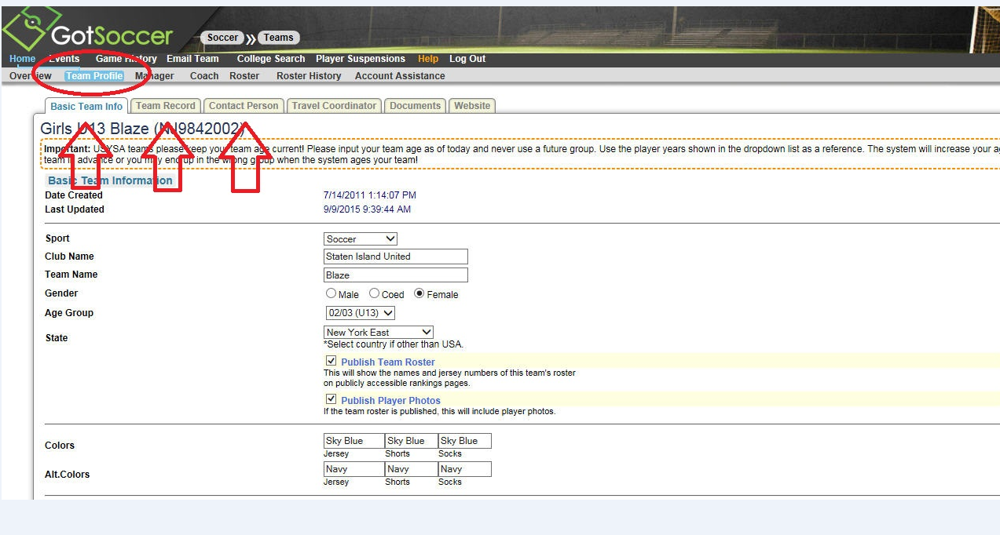 GotSoccer
Soccer » Teams
Home Events Game History Email Team College Search Player Suspensions Help Log Out
Overview Team Profile Manager Coach Roster Roster History Account Assistance
Basic Team Info Team Record Contact Person Travel Coordinator Documents Website
Girls U13 Blaze (NJ9842002)
Important: USYSA teams please keep your team age current! Please input your team age as of today and never use a future group. Use the player years shown in the dropdown list as a reference. The system will increase your a
team in advance or you may end up in the wrong group when the system ages your team!
Basic Team Information
Date Created 7/14/2011 1:14:07 PM
Last Updated 9/9/2015 9:39:44 AM
Sport Soccer
Club Name Staten Island United
Team Name Blaze
Gender Male Coed Female
Age Group 02/03 (U13)
State New York East
*Select country if other than USA.
Publish Team Roster
This will show the names and jersey numbers of this team's roster
on publicly accessible rankings pages.
Publish Player Photos
If the team roster is published, this will include player photos.
Colors Sky Blue Sky Blue Sky Blue
Jersey Shorts Socks
Alt.Colors Navy Navy Navy
Jersey Shorts Socks